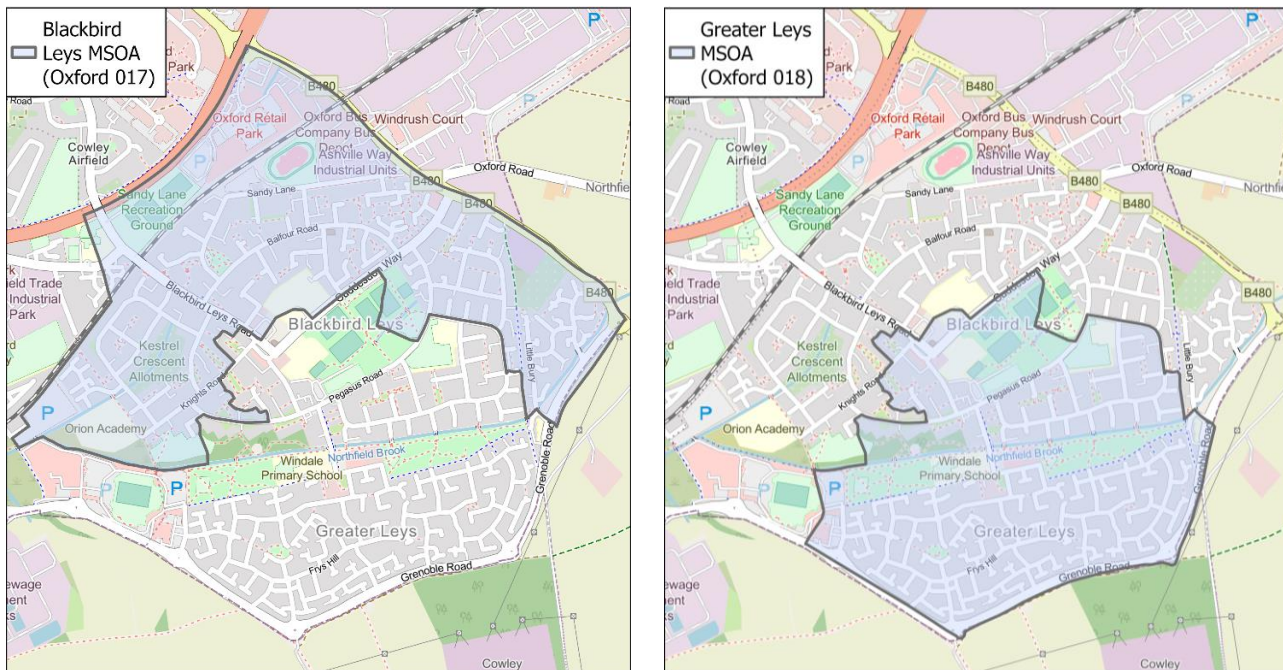 Blackbird
Leys MSOA
(Oxford 017)
Park
Road
Cowley
Airfield
Oxford Retail
Park
B480
Oxford Bus
Company Bus
Depot
Windrush Court
Ashville Way
Industrial Units
Oxford Road
B480
Northfi
Sandy Lane
Sandy Lane
Recreation
Ground
B480
Balfour Road
Cuddesdon Way
B480
field Trade
Industrial
Park
Blackbird Leys Road
Blackbird Leys
Kestrel
Crescent
Allotments
Little Bury
Knights Road
Pegasus Road
P
Orion Academy
Northfield Brook
Windale
Primary School
Grenoble Road
P
P
Greater Leys
Frys Hill
Grenoble Road
Cowley
P
Greater Leys
MSOA
(Oxford 018)
Park
Road
Cowley
Airfield
Oxford Retail
Park
B480
Oxford Bus
Company Bus
Depot
Windrush Court
Ashville Way
Industrial Units
Oxford Road
B480
Northfield
Sandy Lane
Sandy Lane
Recreation
Ground
B480
Balfour Road
B480
field Trade
Industrial
Park
Blackbird Leys Road
Blackbird Leys
Kestrel
Crescent
Allotments
Little Bury
Pegasus Road
P
Orion Academy
Northfield Brook
Windale
Primary School
Grenoble Road
P
P
Greater Leys
Frys Hill
Grenoble Road
Cowley
P